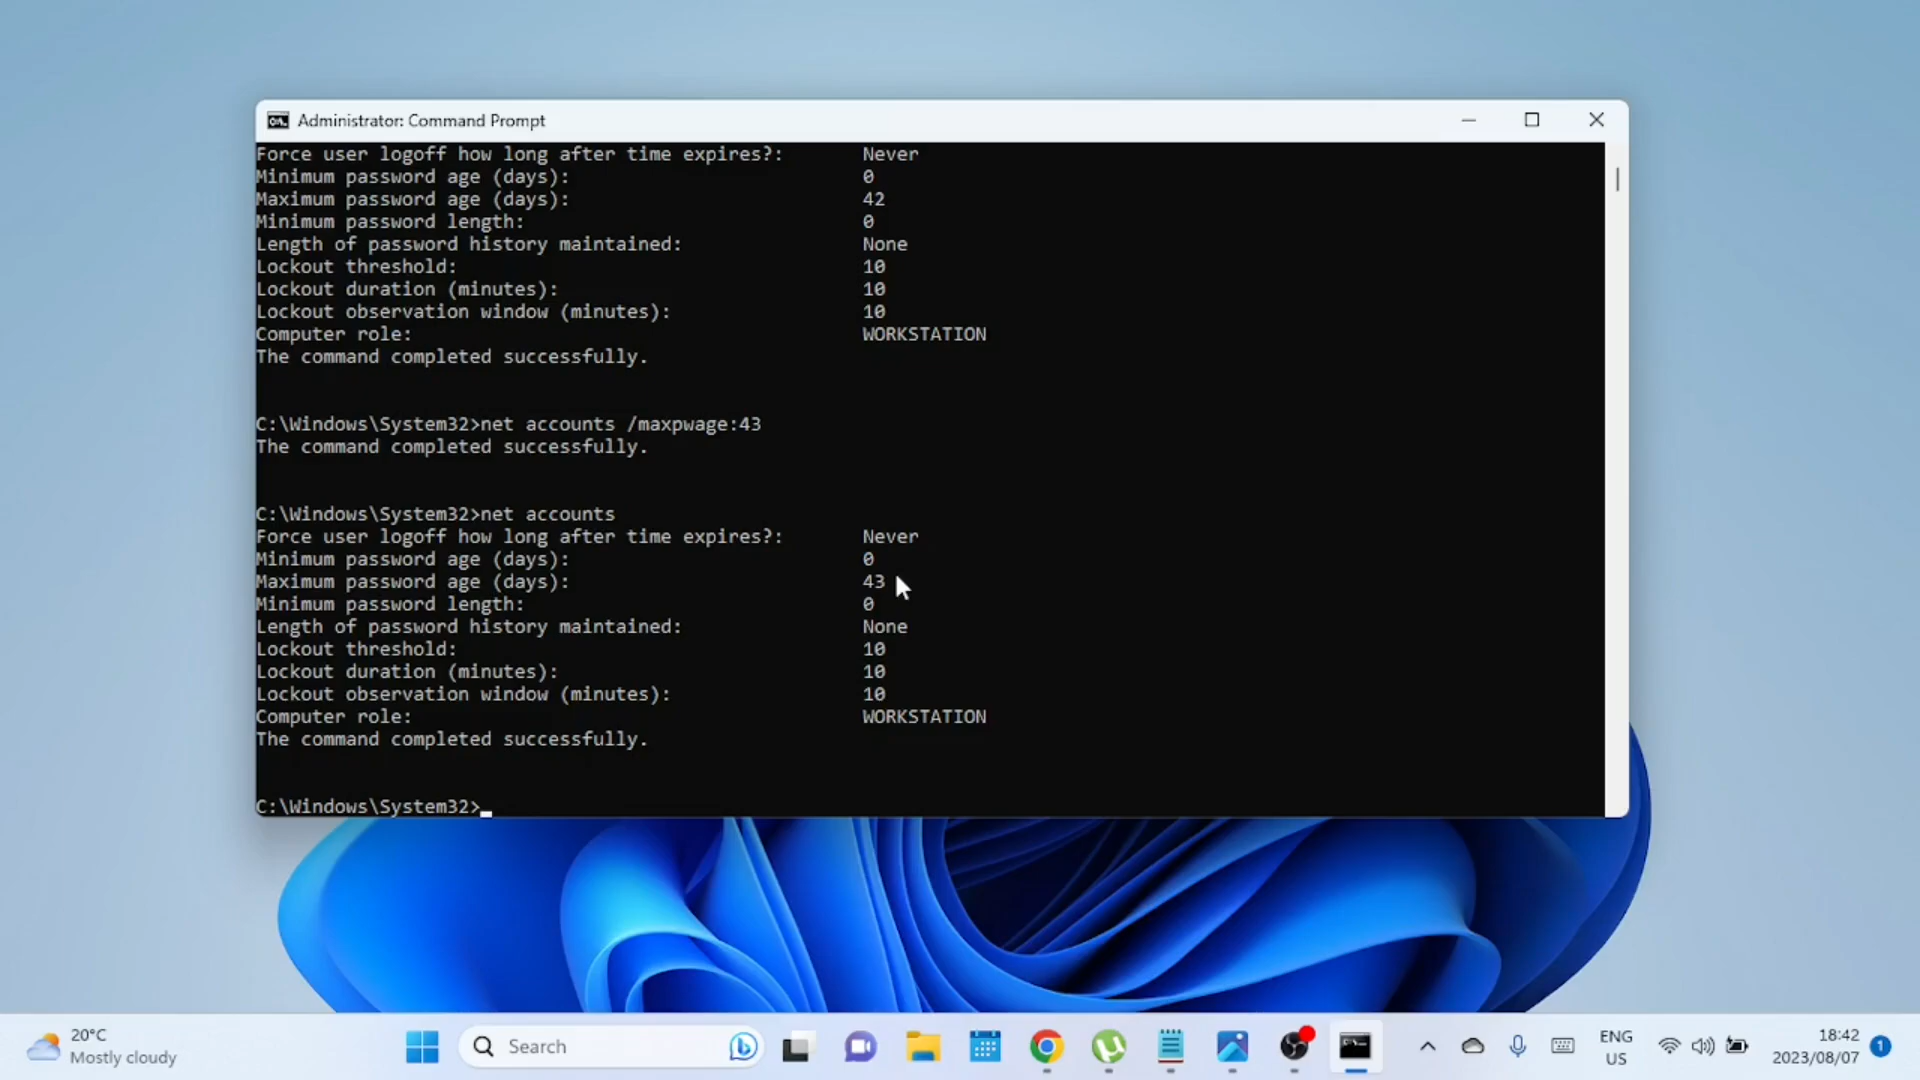 Administrator: Command Prompt
Force user logoff how long after time expires?: Never
Minimum password age (days): 0
Maximum password age (days): 42
Minimum password length: 0
Length of password history maintained: None
Lockout threshold: 10
Lockout duration (minutes): 10
Lockout observation window (minutes): 10
Computer role: WORKSTATION
The command completed successfully.
C:\Windows\System32>net accounts /maxpwage:43
The command completed successfully.
C:\Windows\System32>net accounts
Force user logoff how long after time expires?: Never
Minimum password age (days): 0
Maximum password age (days): 43
Minimum password length: 0
Length of password history maintained: None
Lockout threshold: 10
Lockout duration (minutes): 10
Lockout observation window (minutes): 10
Computer role: WORKSTATION
The command completed successfully.
C:\Windows\System32>
20°C
Mostly cloudy
Search
ENG
US
18:42
2023/08/07
1